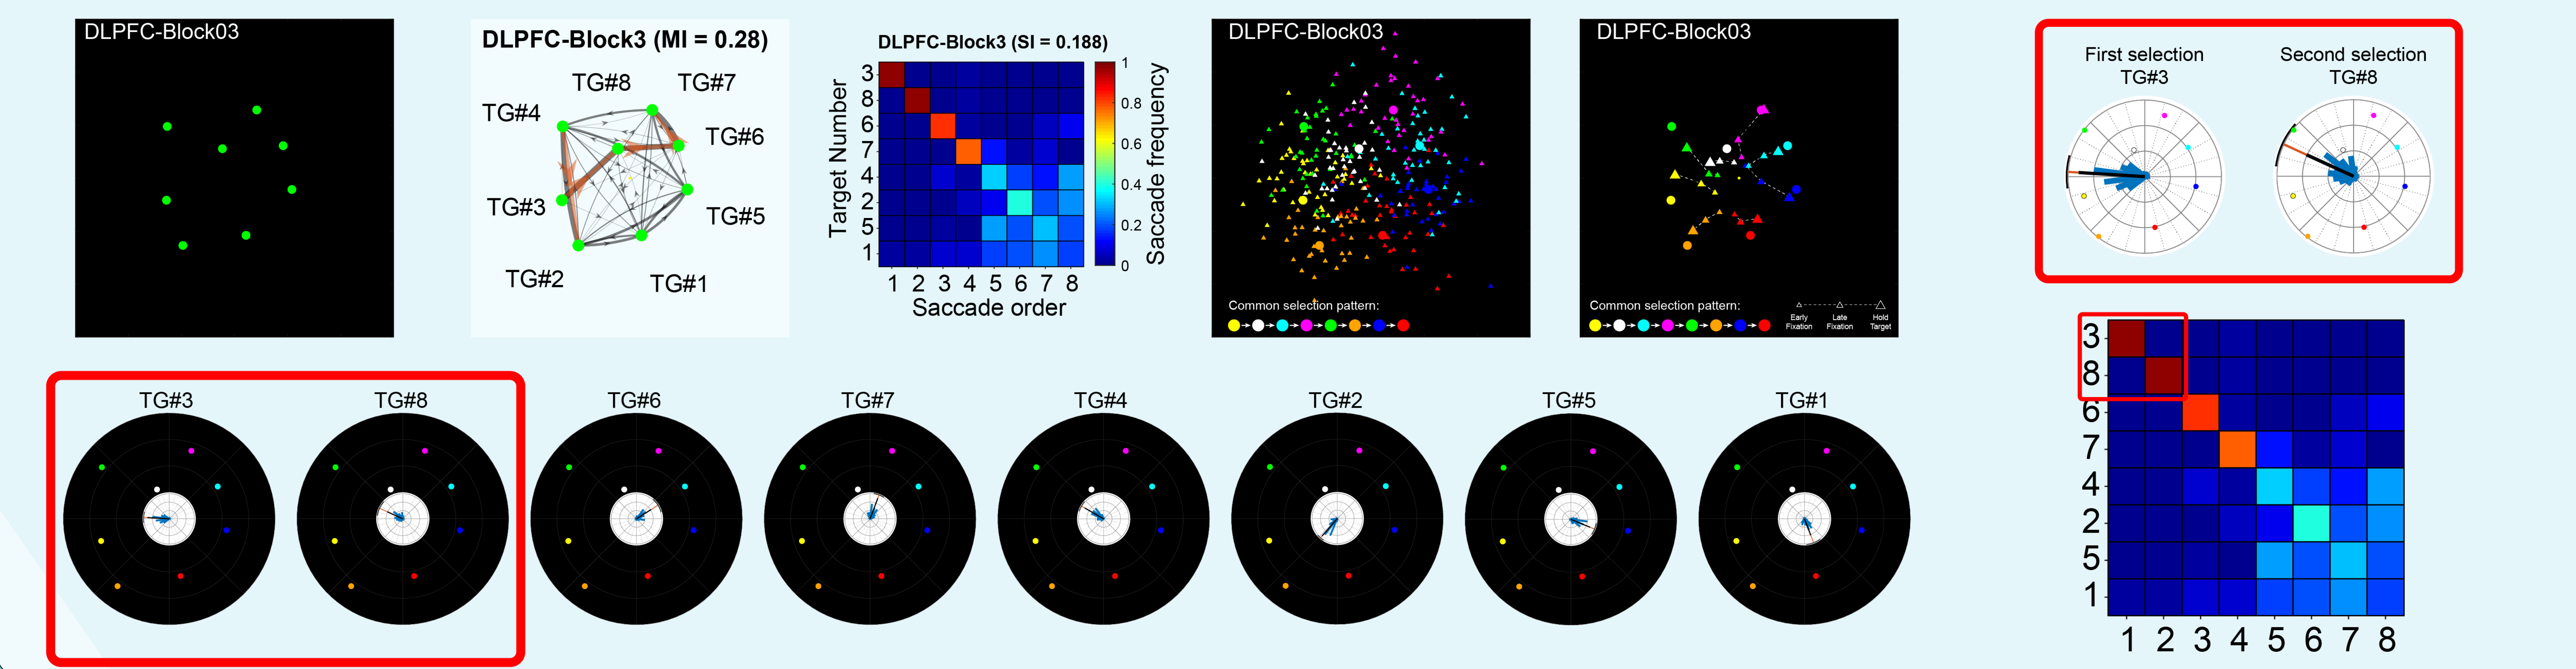 DLPFC-Block03
DLPFC-Block3 (MI = 0.28)
TG#8
TG#7
TG#4
TG#6
TG#3
TG#5
TG#2
TG#1
DLPFC-Block3 (SI = 0.188)
Target Number
3
8
6
7
4
2
5
1
1 2 3 4 5 6 7 8
Saccade order
1
0.8
0.6
0.4
0.2
0
Saccade frequency
DLPFC-Block03
Common selection pattern:
DLPFC-Block03
Common selection pattern:
Early Fixation
Late Fixation
Hold Target
First selection
TG#3
Second selection
TG#8
TG#3
TG#8
TG#6
TG#7
TG#4
TG#2
TG#5
TG#1
3
8
6
7
4
2
5
1
1 2 3 4 5 6 7 8